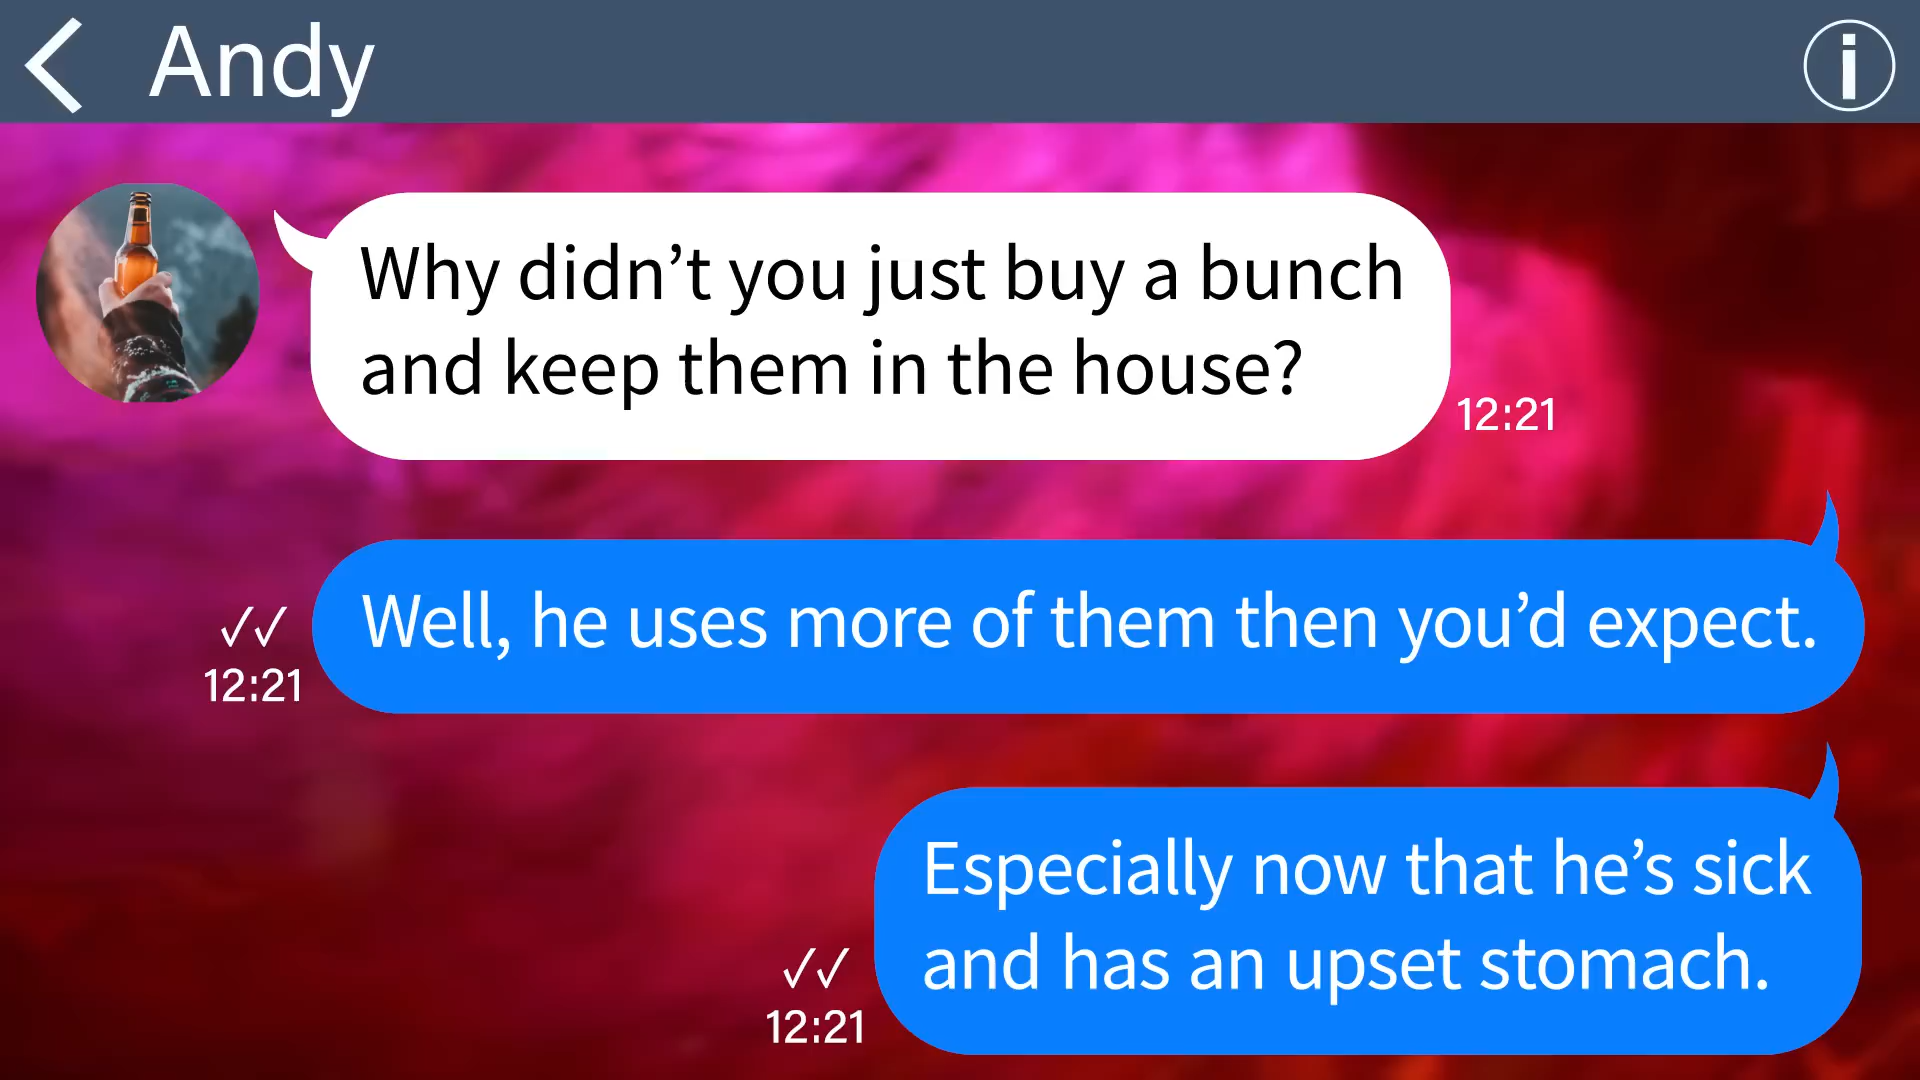 Andy
Why didn’t you just buy a bunch
and keep them in the house?
12:21
Well, he uses more of them then you’d expect.
12:21
Especially now that he’s sick
and has an upset stomach.
12:21